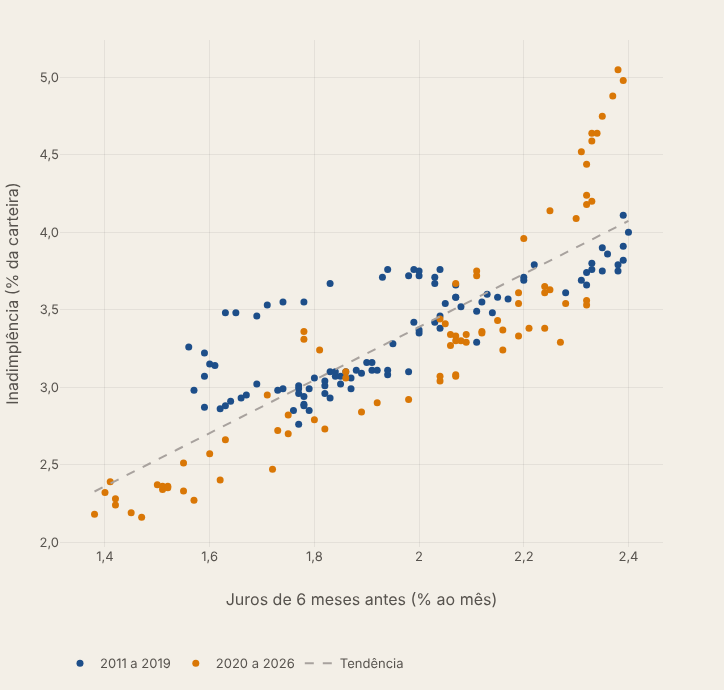 Inadimplência (% da carteira)
5,0
4,5
4,0
3,5
3,0
2,5
2,0
1,4 1,6 1,8 2 2,2 2,4
Juros de 6 meses antes (% ao mês)
2011 a 2019 2020 a 2026 Tendência